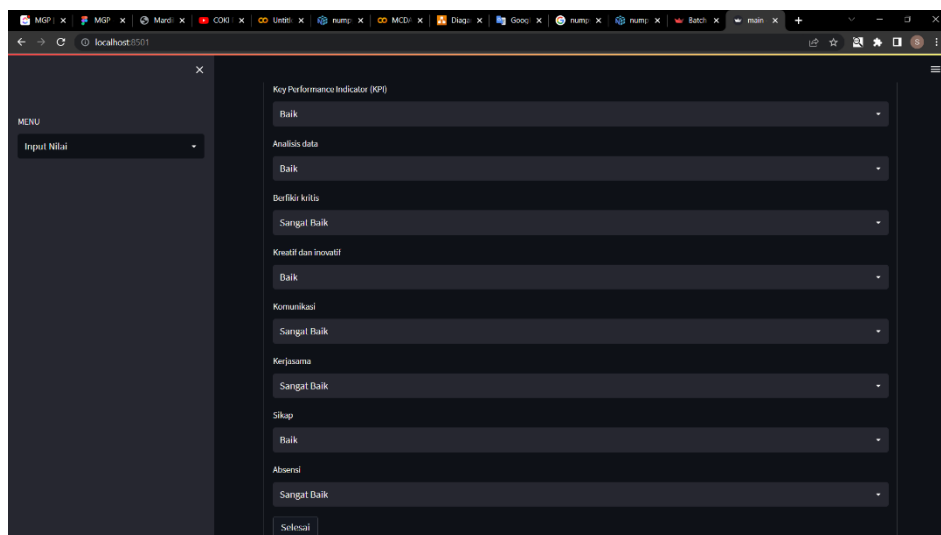 MGP
MGP
Mardi
COKI
Untitl
nump
MCDA
Diaga
Googl
nump
nump
Batch
main
localhost:8501
S
MENU
Input Nilai
Key Performance Indicator (KPI)
Baik
Analisis data
Baik
Berfikir kritis
Sangat Baik
Kreatif dan inovatif
Baik
Komunikasi
Sangat Baik
Kerjasama
Sangat Baik
Sikap
Baik
Absensi
Sangat Baik
Selesai